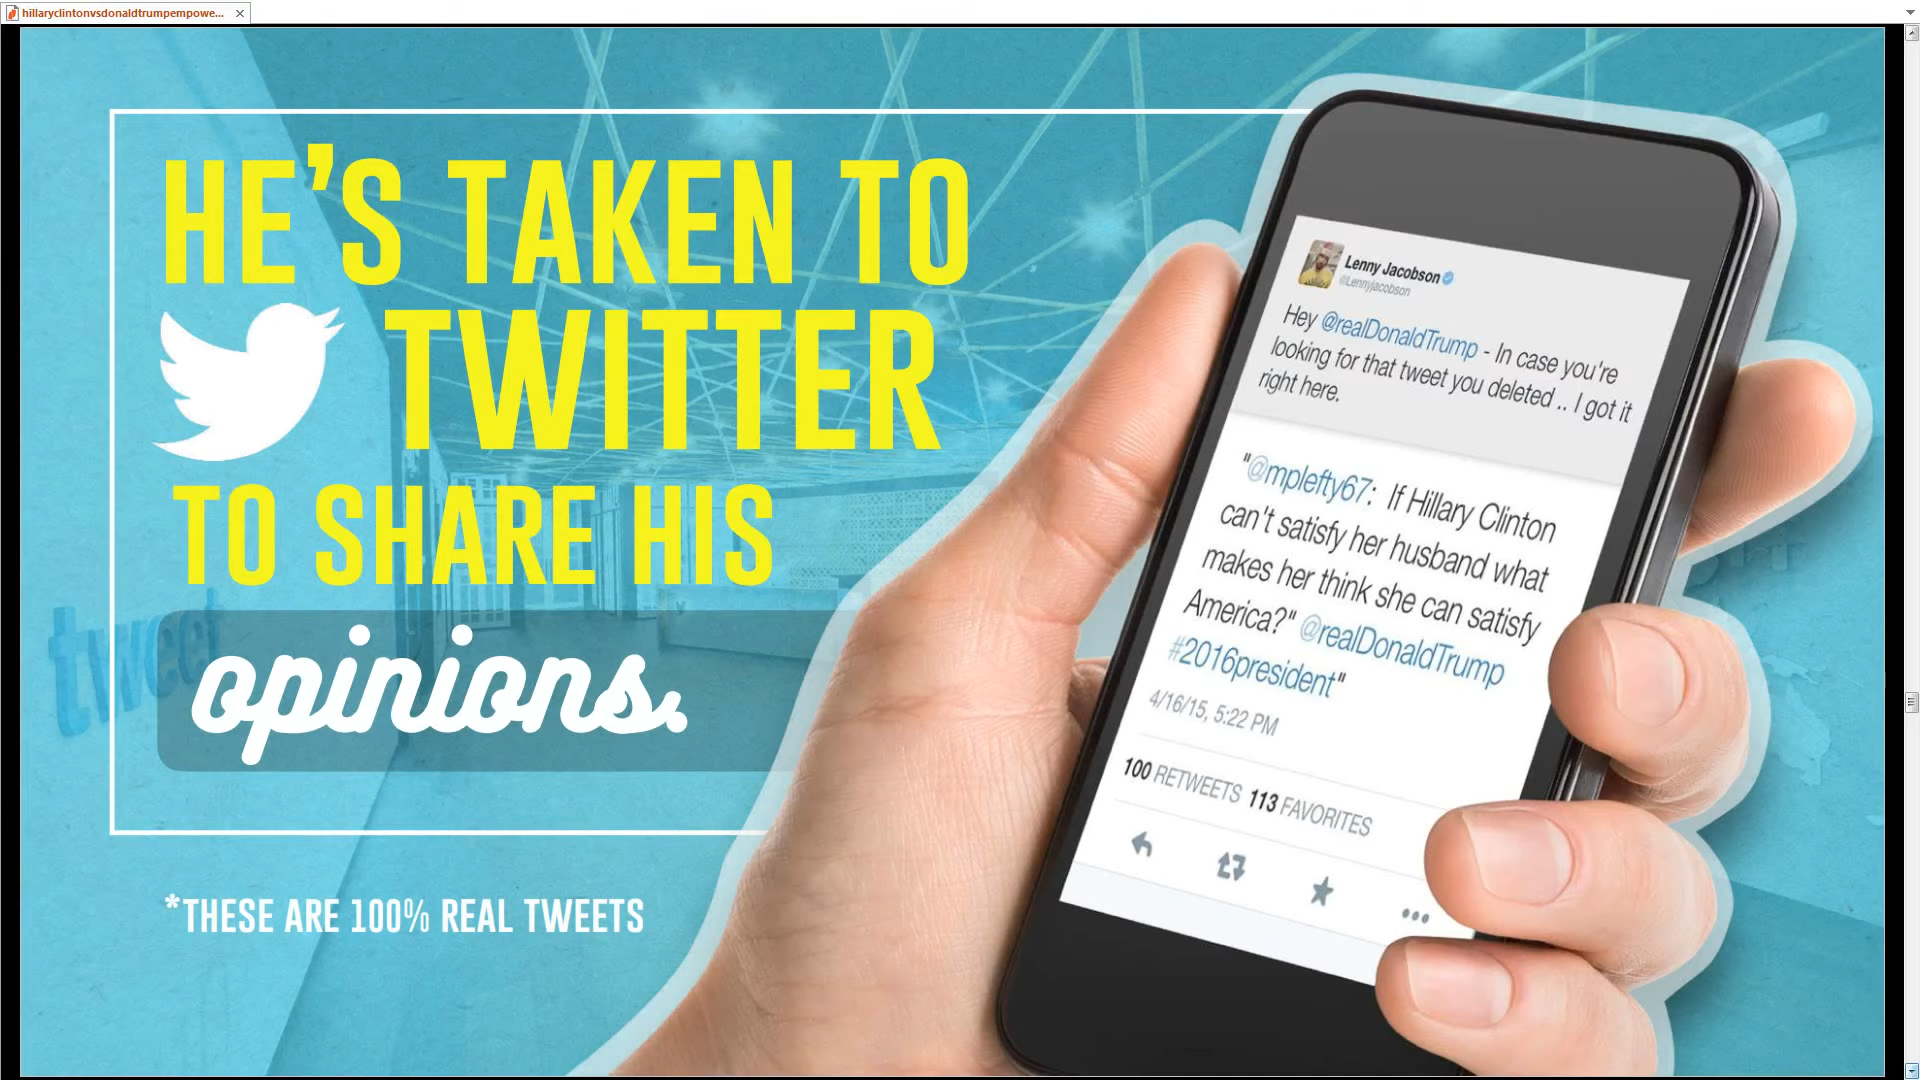 hillaryclintonvsdonaldtrumpempowe...
HE'S TAKEN TO
TWITTER
TO SHARE HIS
opinions.
*THESE ARE 100% REAL TWEETS
tweet
Lenny Jacobson
@Lennyjacobson
Hey @realDonaldTrump - In case you're
looking for that tweet you deleted .. I got it
right here.
"@mplefty67: If Hillary Clinton
can't satisfy her husband what
makes her think she can satisfy
America?" @realDonaldTrump
#2016president"
4/16/15, 5:22 PM
100 RETWEETS 113 FAVORITES